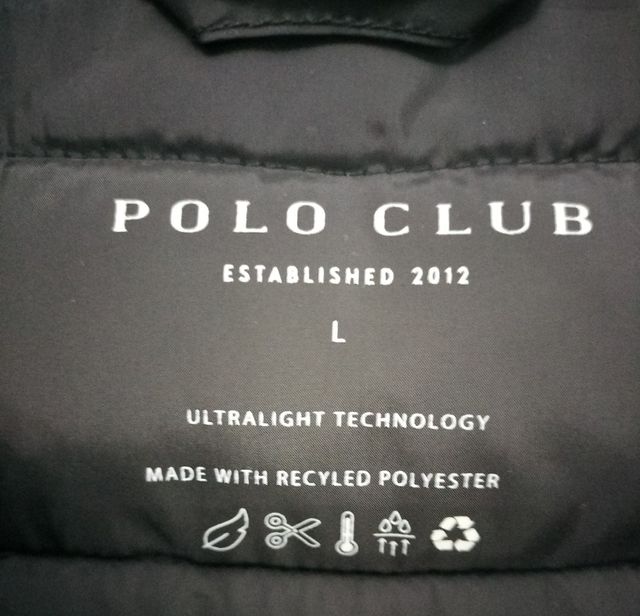 POLO CLUB
ESTABLISHED 2012
L
ULTRALIGHT TECHNOLOGY
MADE WITH RECYLED POLYESTER